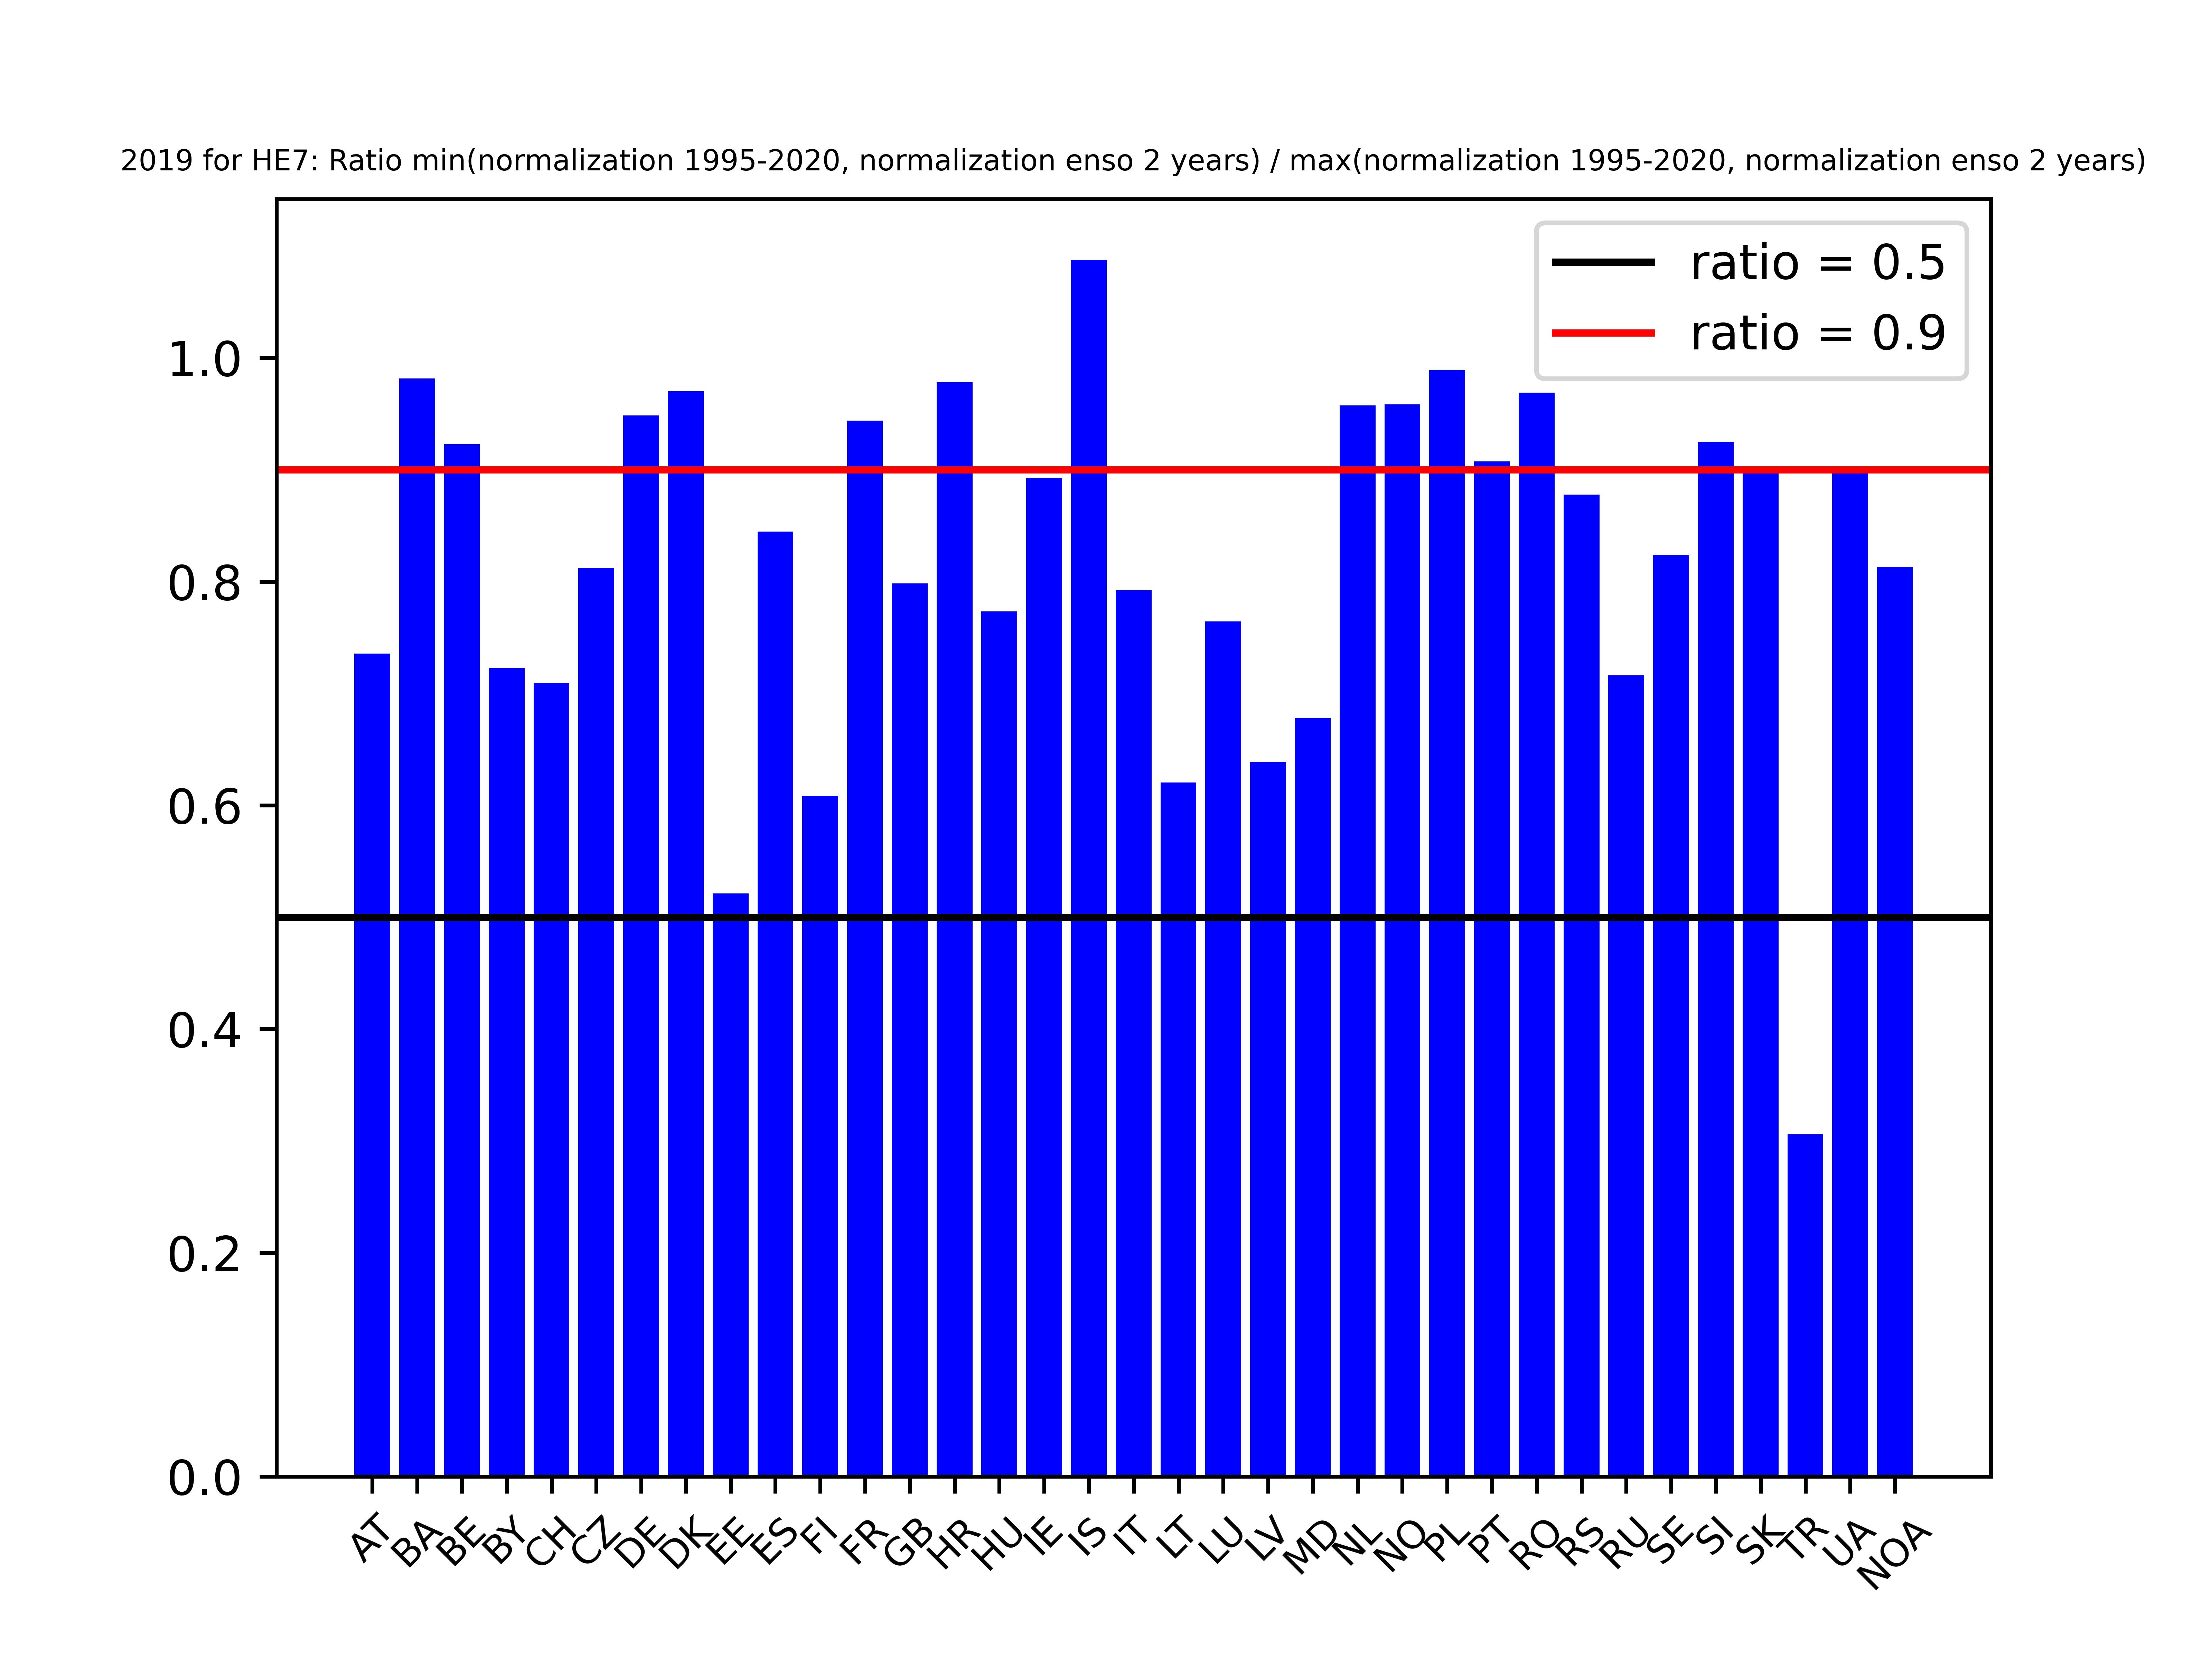 2019 for HE7: Ratio min(normalization 1995-2020, normalization enso 2 years) / max(normalization 1995-2020, normalization enso 2 years)
ratio = 0.5
ratio = 0.9
1.0
0.8
0.6
0.4
0.2
0.0
AT BA BE BY CH CZ DE DK EE ES FI FR GB HR HU IE IS IT LT LU LV MD NL NO PL PT RO RS RU SE SI SK TR UA NOA